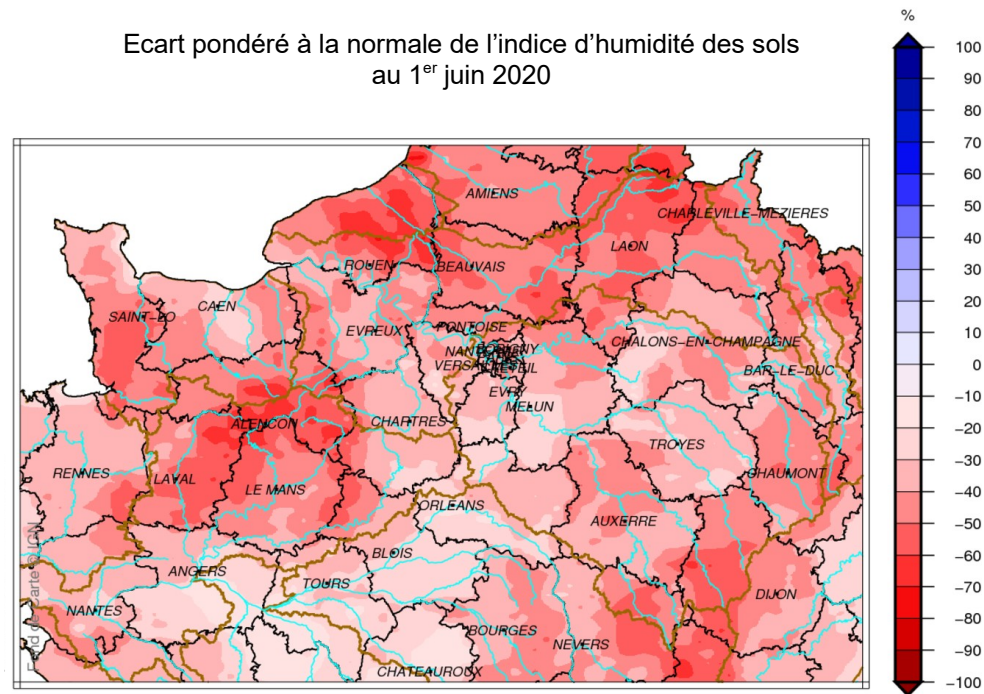 %
Ecart pondéré à la normale de l'indice d'humidité des sols
au 1er juin 2020
100
90
80
70
60
50
40
30
20
10
0
−10
−20
−30
−40
−50
−60
−70
−80
−90
−100
AMIENS
CHARLEVILLE−MEZIERES
LAON
ROUEN
BEAUVAIS
CAEN
SAINT−LO
EVREUX
PONTOISE
CHALONS−EN−CHAMPAGNE
BAR−LE−DUC
EVRY
MELUN
ALENCON
CHARTRES
TROYES
RENNES
LAVAL
LE MANS
CHAUMONT
ORLEANS
AUXERRE
BLOIS
ANGERS
TOURS
DIJON
NANTES
BOURGES
NEVERS
CHATEAUROUX